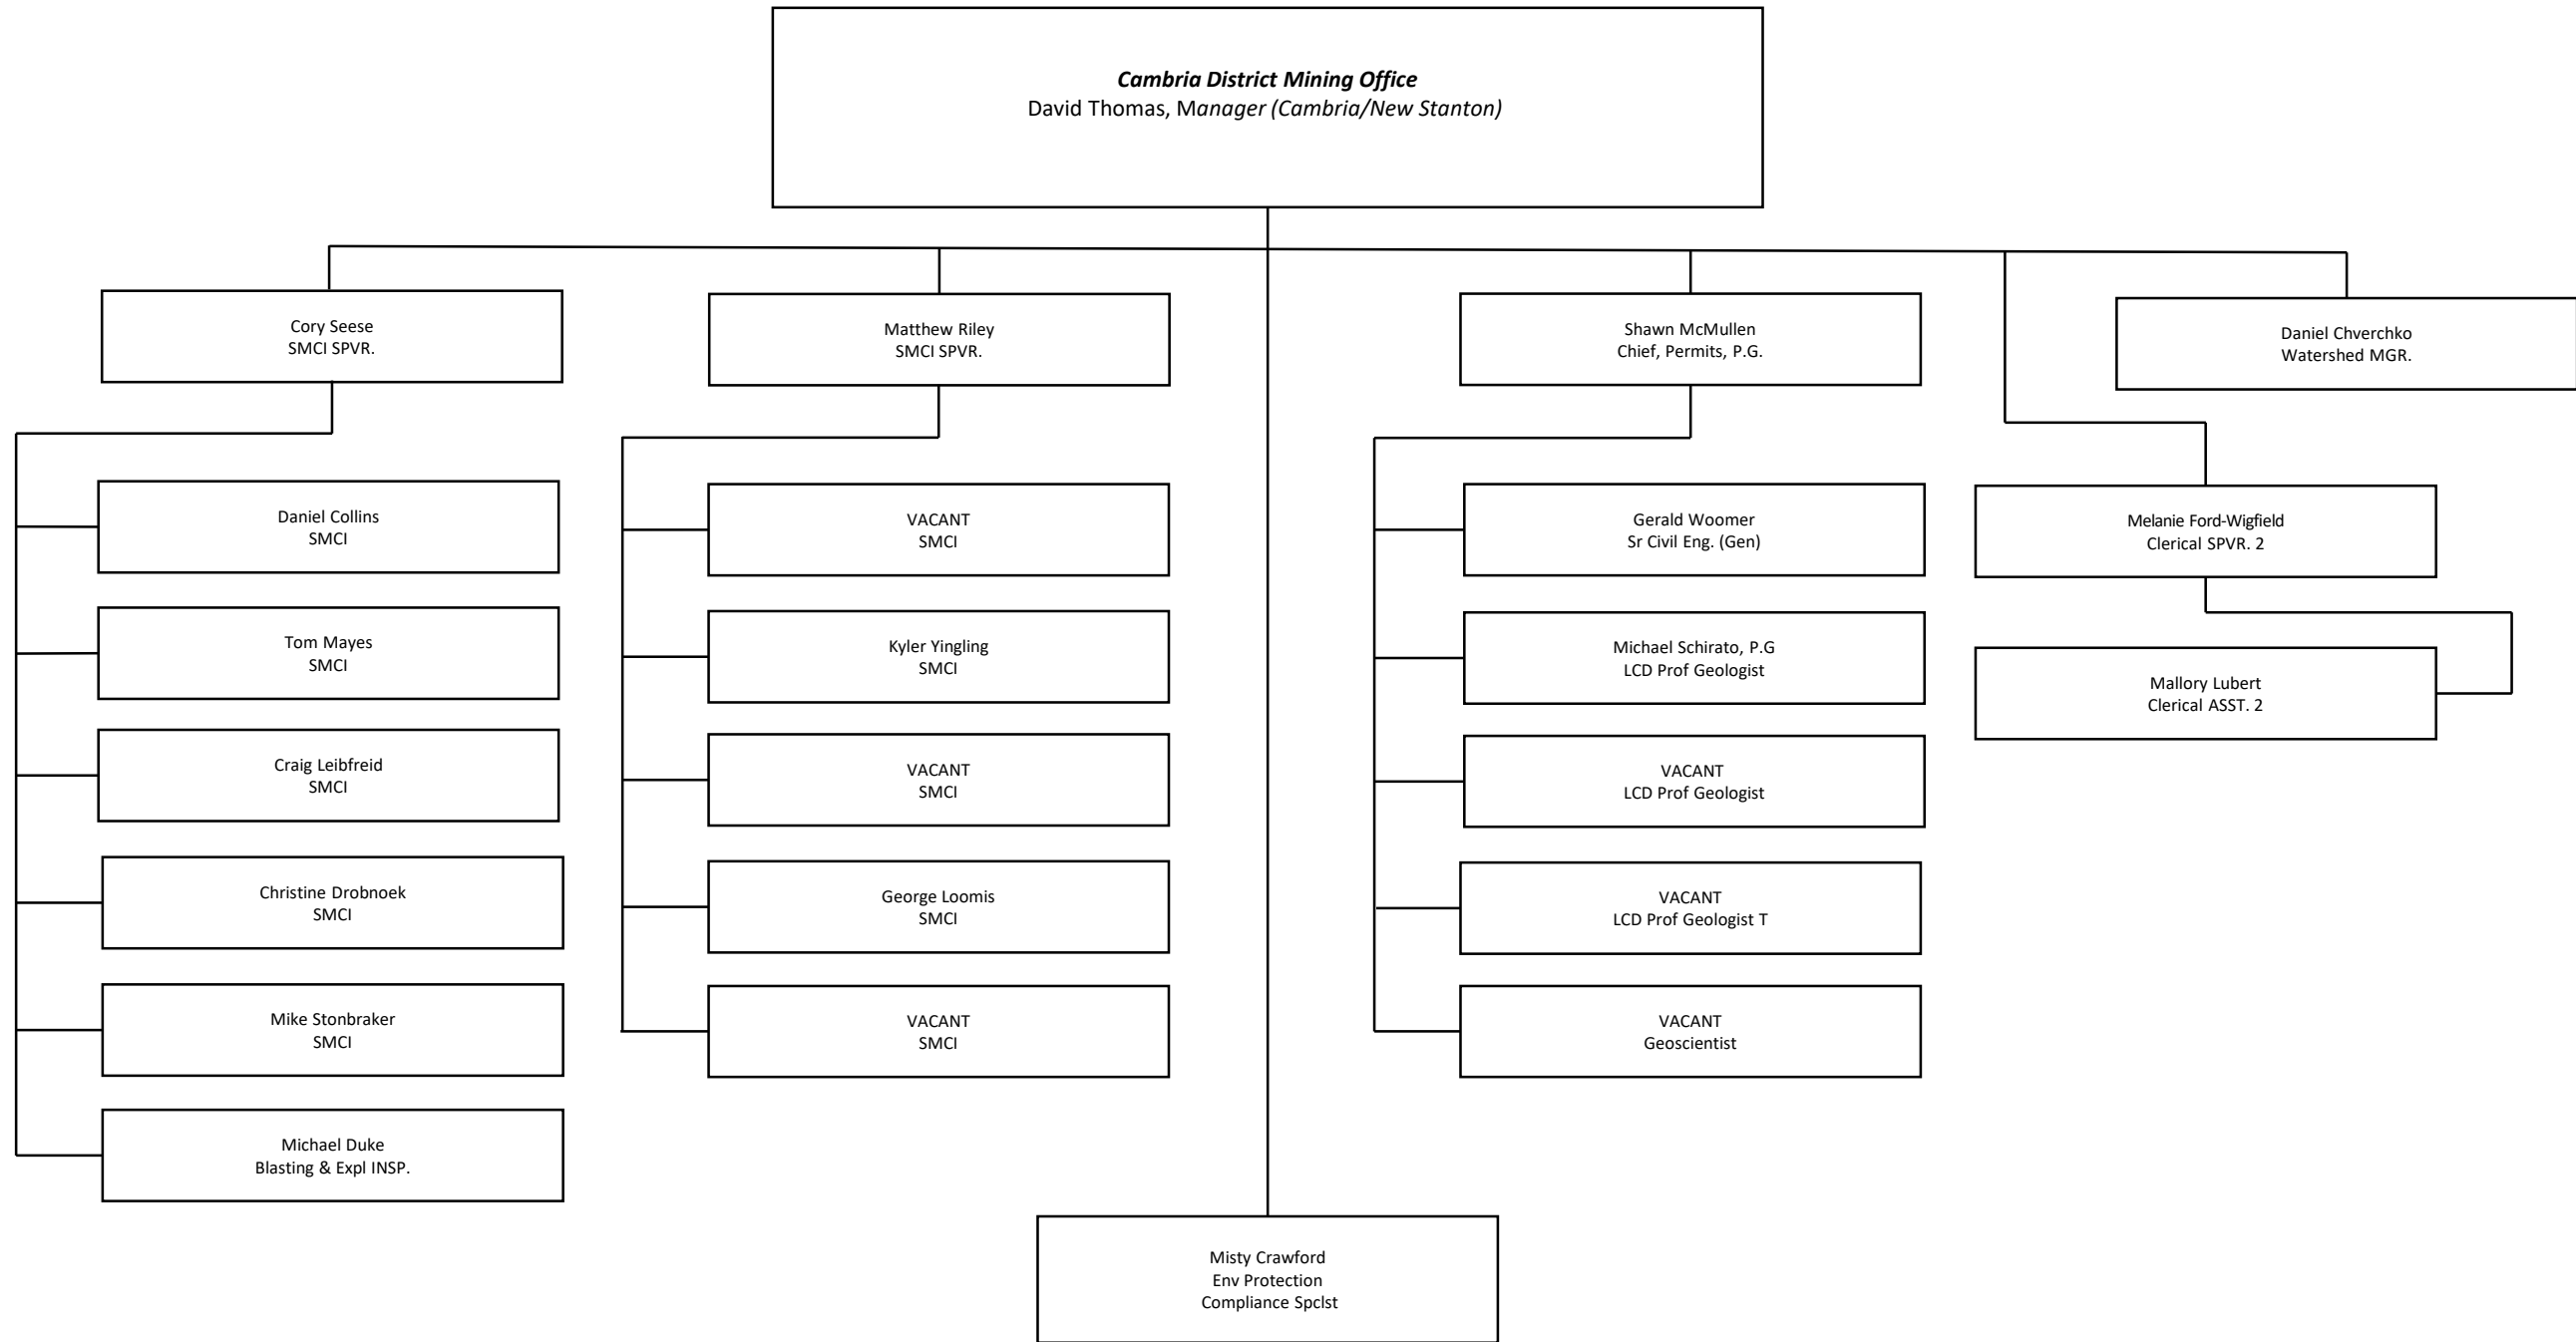 Cambria District Mining Office
David Thomas, Manager (Cambria/New Stanton)
Cory Seese
SMCI SPVR.
Matthew Riley
SMCI SPVR.
Shawn McMullen
Chief, Permits, P.G.
Daniel Chverchko
Watershed MGR.
Daniel Collins
SMCI
Tom Mayes
SMCI
Craig Leibfreid
SMCI
Christine Drobnoek
SMCI
Mike Stonbraker
SMCI
Michael Duke
Blasting & Expl INSP.
VACANT
SMCI
Kyler Yingling
SMCI
VACANT
SMCI
George Loomis
SMCI
VACANT
SMCI
Gerald Woomer
Sr Civil Eng. (Gen)
Michael Schirato, P.G
LCD Prof Geologist
VACANT
LCD Prof Geologist
VACANT
LCD Prof Geologist T
VACANT
Geoscientist
Melanie Ford-Wigfield
Clerical SPVR. 2
Mallory Lubert
Clerical ASST. 2
Misty Crawford
Env Protection
Compliance Spclst